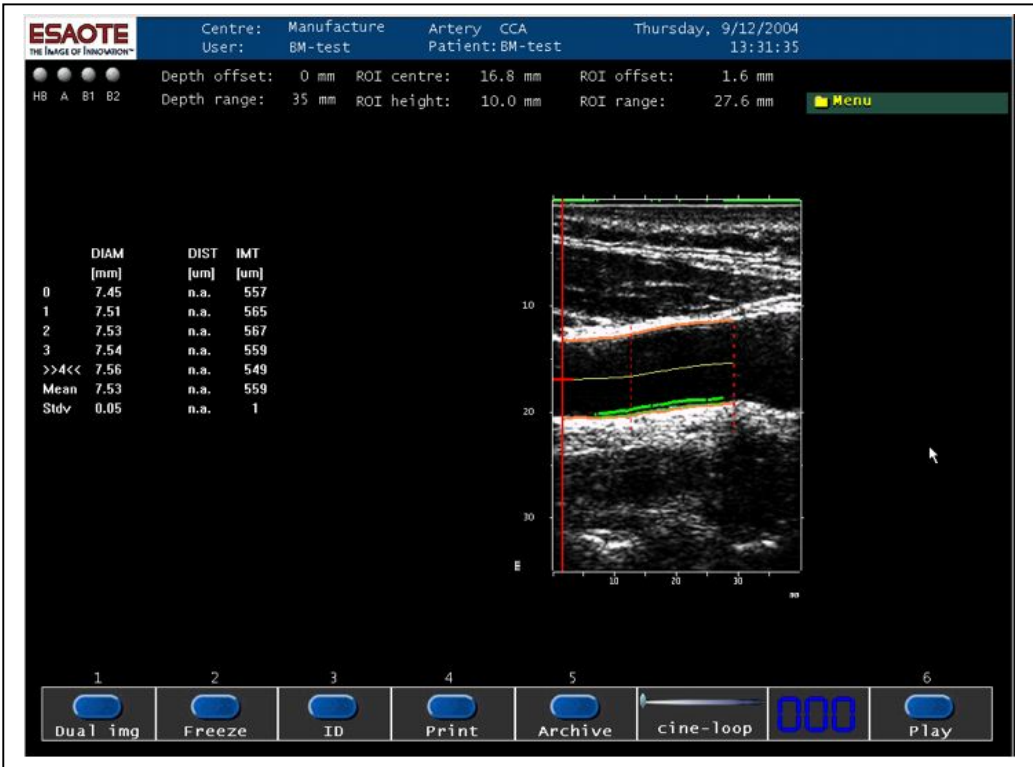 ESAOTE
THE IMAGE OF INNOVATION™
Centre: Manufacture Artery CCA Thursday, 9/12/2004
User: BM-test Patient: BM-test 13:31:35
HB A B1 B2
Depth offset: 0 mm ROI centre: 16.8 mm ROI offset: 1.6 mm
Depth range: 35 mm ROI height: 10.0 mm ROI range: 27.6 mm
Menu
DIAM DIST IMT
[mm] [um] [um]
0 7.45 n.a. 557
1 7.51 n.a. 565
2 7.53 n.a. 567
3 7.54 n.a. 559
>>4<< 7.56 n.a. 549
Mean 7.53 n.a. 559
Stdv 0.05 n.a. 1
10
20
30
E
10 20 30
mm
1 2 3 4 5 6
Dual img Freeze ID Print Archive cine-loop 000 Play